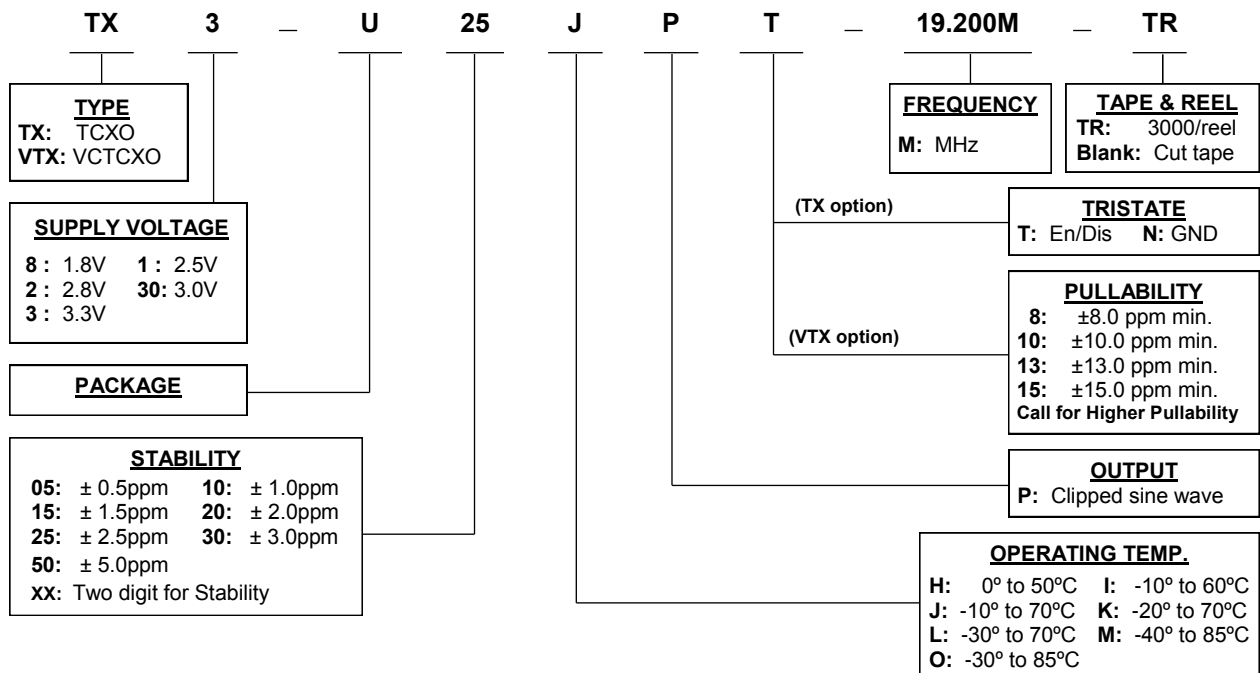 TX 3 – U 25 J P T – 19.200M – TR
TYPE
TX: TCXO
VTX: VCTCXO
FREQUENCY
M: MHz
TAPE & REEL
TR: 3000/reel
Blank: Cut tape
SUPPLY VOLTAGE
8 : 1.8V 1 : 2.5V
2 : 2.8V 30: 3.0V
3 : 3.3V
(TX option)
TRISTATE
T: En/Dis N: GND
(VTX option)
PULLABILITY
8: ±8.0 ppm min.
10: ±10.0 ppm min.
13: ±13.0 ppm min.
15: ±15.0 ppm min.
Call for Higher Pullability
PACKAGE
STABILITY
05: ± 0.5ppm 10: ± 1.0ppm
15: ± 1.5ppm 20: ± 2.0ppm
25: ± 2.5ppm 30: ± 3.0ppm
50: ± 5.0ppm
XX: Two digit for Stability
OUTPUT
P: Clipped sine wave
OPERATING TEMP.
H: 0º to 50ºC I: -10º to 60ºC
J: -10º to 70ºC K: -20º to 70ºC
L: -30º to 70ºC M: -40º to 85ºC
O: -30º to 85ºC